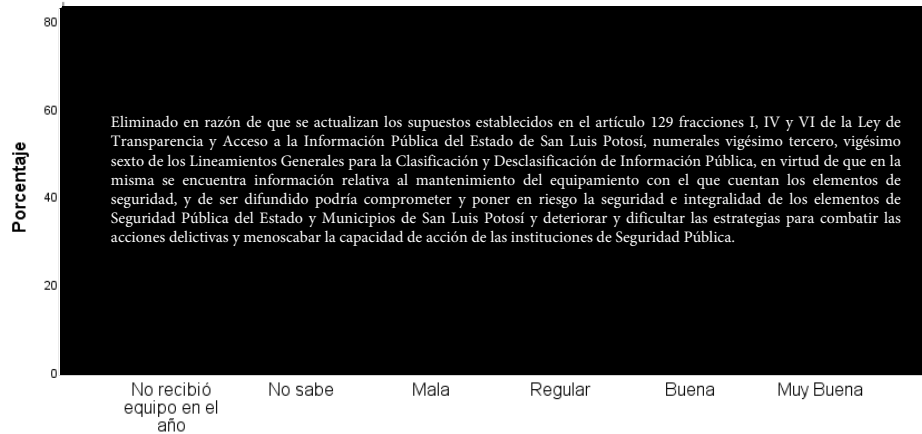 80
60
40
20
0
Porcentaje
Eliminado en razón de que se actualizan los supuestos establecidos en el artículo 129 fracciones I, IV y VI de la Ley de
Transparencia y Acceso a la Información Pública del Estado de San Luis Potosí, numerales vigésimo tercero, vigésimo
sexto de los Lineamientos Generales para la Clasificación y Desclasificación de Información Pública, en virtud de que en la
misma se encuentra información relativa al mantenimiento del equipamiento con el que cuentan los elementos de
seguridad, y de ser difundido podría comprometer y poner en riesgo la seguridad e integralidad de los elementos de
Seguridad Pública del Estado y Municipios de San Luis Potosí y deteriorar y dificultar las estrategias para combatir las
acciones delictivas y menoscabar la capacidad de acción de las instituciones de Seguridad Pública.
No recibió
equipo en el
año
No sabe
Mala
Regular
Buena
Muy Buena